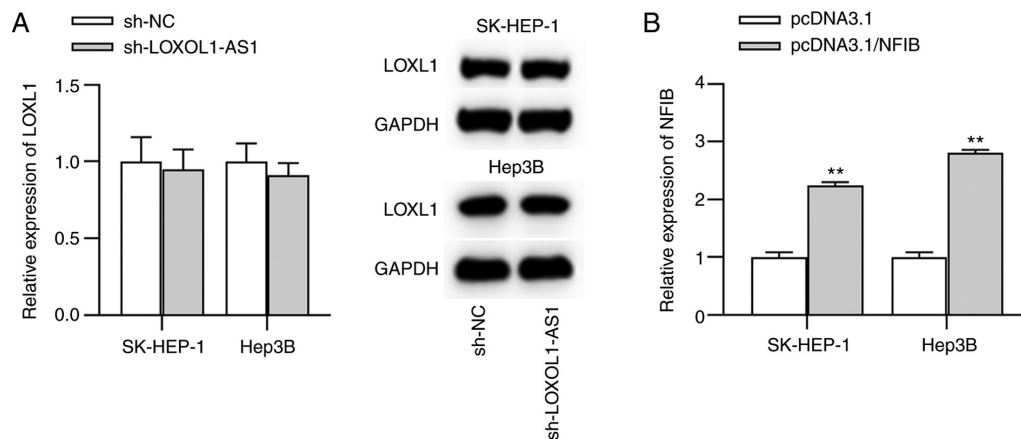 A
sh-NC
sh-LOXOL1-AS1
Relative expression of LOXL1
1.5
1.0
0.5
0.0
SK-HEP-1
Hep3B
SK-HEP-1
LOXL1
GAPDH
Hep3B
LOXL1
GAPDH
sh-NC
sh-LOXOL1-AS1
B
pcDNA3.1
pcDNA3.1/NFIB
Relative expression of NFIB
4
3
2
1
0
**
**
SK-HEP-1
Hep3B